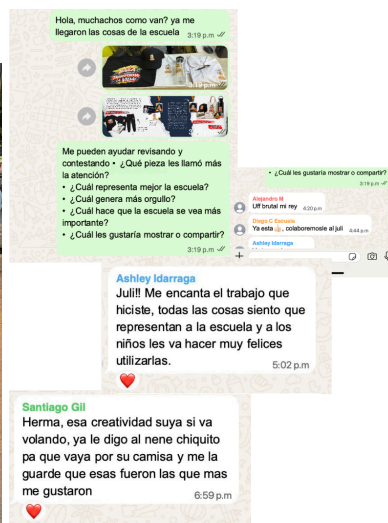 Hola, muchachos como van? ya me
llegaron las cosas de la escuela 3:19 p.m
3:19 p.m
Me pueden ayudar revisando y
contestando • ¿Qué pieza les llamó más
la atención?
• ¿Cuál representa mejor la escuela?
• ¿Cuál genera más orgullo?
• ¿Cuál hace que la escuela se vea más
importante?
• ¿Cuál les gustaría mostrar o compartir?
3:19 p.m
• ¿Cuál les gustaría mostrar o compartir?
3:19 p.m
Alejandro M
Uff brutal mi rey 4:20 p.m
Diego C Escuela
Ya esta 👍, colaboremosle al juli 4:44 p.m
Ashley Idarraga
Ashley Idarraga
Juli!! Me encanta el trabajo que
hiciste, todas las cosas siento que
representan a la escuela y a los
niños les va hacer muy felices
utilizarlas.
5:02 p.m
Santiago Gil
Herma, esa creatividad suya si va
volando, ya le digo al nene chiquito
pa que vaya por su camisa y me la
guarde que esas fueron las que mas
me gustaron
6:59 p.m